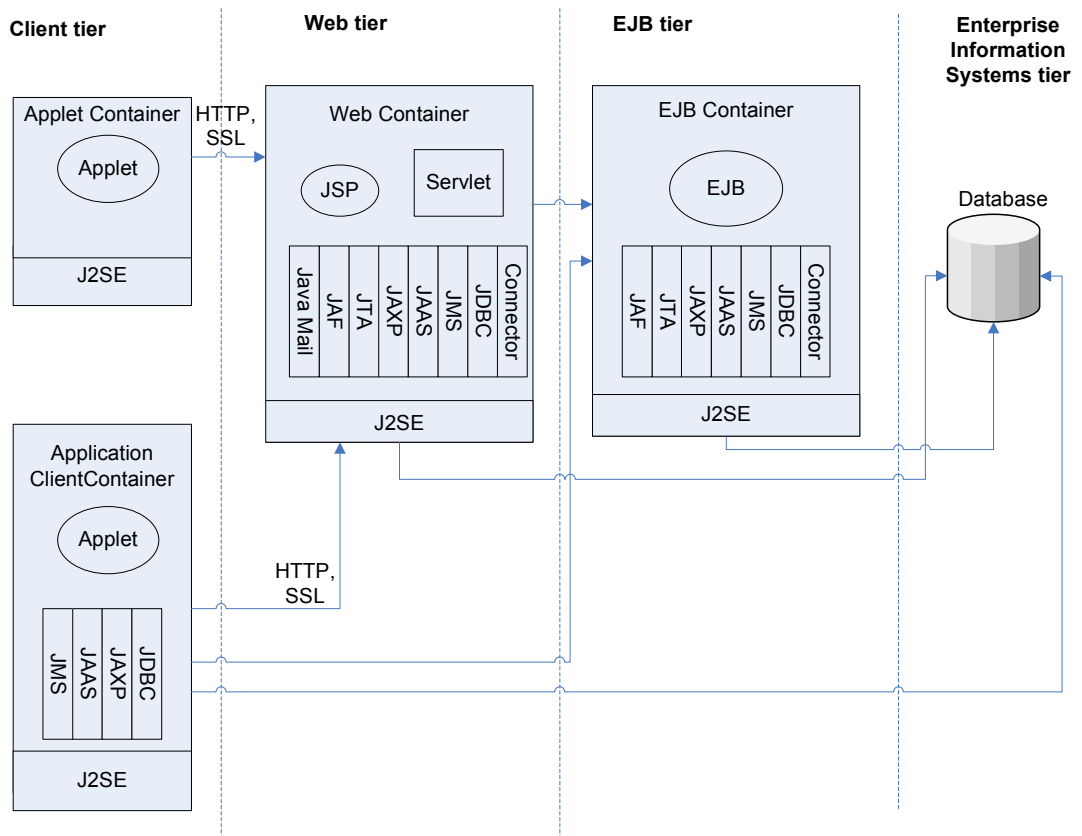 Client tier
Web tier
EJB tier
Enterprise
Information
Systems tier
Applet Container
Applet
J2SE
HTTP,
SSL
Web Container
JSP
Servlet
Java Mail
JAF
JTA
JAXP
JAAS
JMS
JDBC
Connector
J2SE
EJB Container
EJB
JAF
JTA
JAXP
JAAS
JMS
JDBC
Connector
J2SE
Database
Application
ClientContainer
Applet
JMS
JAAS
JAXP
JDBC
J2SE
HTTP,
SSL